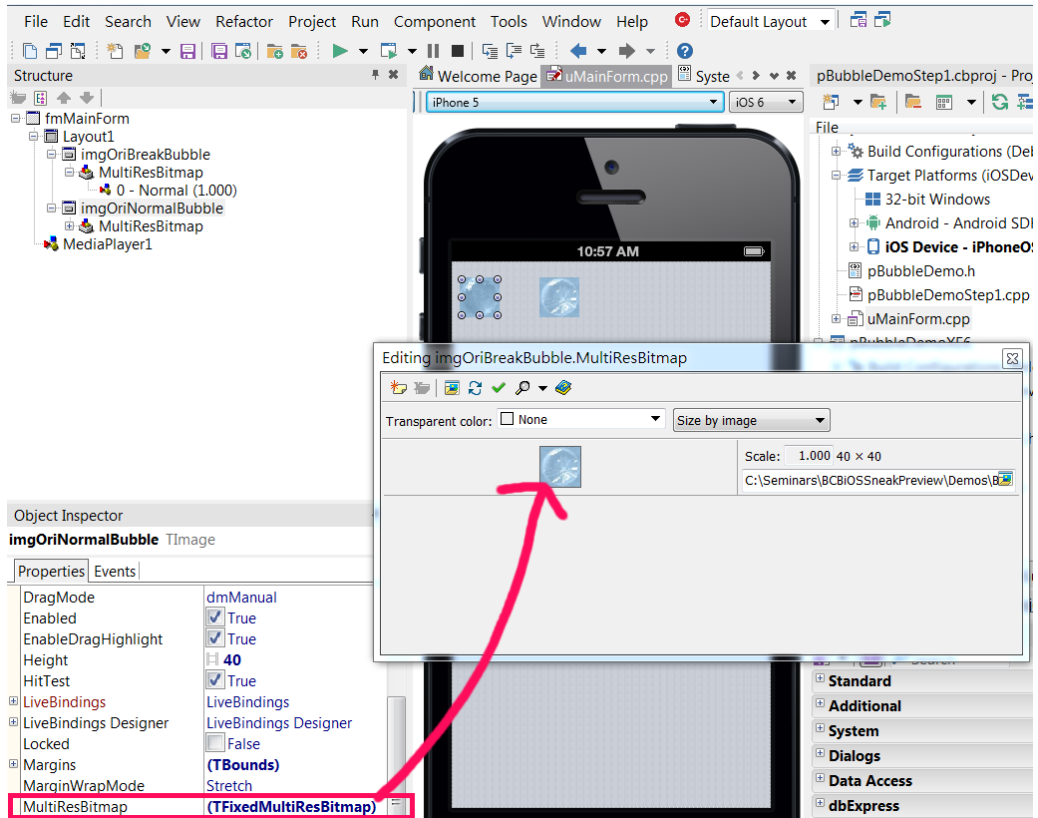 File Edit Search View Refactor Project Run Component Tools Window Help Default Layout
Structure
Welcome Page uMainForm.cpp Syste
pBubbleDemoStep1.cbproj - Proj
iPhone 5
iOS 6
fmMainForm
Layout1
imgOriBreakBubble
MultiResBitmap
0 - Normal (1.000)
imgOriNormalBubble
MultiResBitmap
MediaPlayer1
10:57 AM
File
Build Configurations (Deb
Target Platforms (iOSDev
32-bit Windows
Android - Android SDK
iOS Device - iPhoneOS
pBubbleDemo.h
pBubbleDemoStep1.cpp
uMainForm.cpp
pBubbleDemoXE6
Editing imgOriBreakBubble.MultiResBitmap
Transparent color: None
Size by image
Scale: 1.000 40 × 40
C:\Seminars\BCBiOSSneakPreview\Demos\B
Object Inspector
imgOriNormalBubble TImage
Properties Events
DragMode dmManual
Enabled True
EnableDragHighlight True
Height 40
HitTest True
LiveBindings LiveBindings
LiveBindings Designer LiveBindings Designer
Locked False
Margins (TBounds)
MarginWrapMode Stretch
MultiResBitmap (TFixedMultiResBitmap)
Search
Standard
Additional
System
Dialogs
Data Access
dbExpress